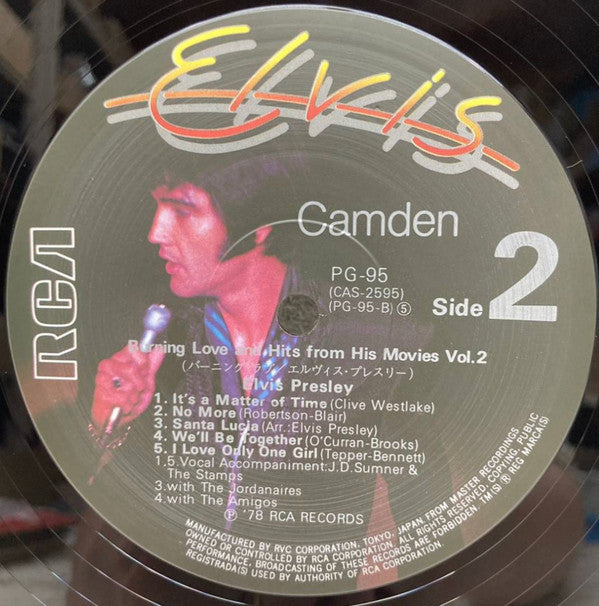 Elvis
RCA
Camden
PG-95
(CAS-2595)
(PG-95-B) ⑤
Side 2
Burning Love and Hits from His Movies Vol.2
(バーニング・ラヴ/エルヴィス・プレスリー)
Elvis Presley
1. It's a Matter of Time (Clive Westlake)
2. No More (Robertson-Blair)
3. Santa Lucia (Arr.:Elvis Presley)
4. We'll Be Together (O'Curran-Brooks)
5. I Love Only One Girl (Tepper-Bennett)
1.5. Vocal Accompaniment: J.D. Sumner &
The Stamps
3.with The Jordanaires
4.with The Amigos
Ⓟ '78 RCA RECORDS
MANUFACTURED BY RVC CORPORATION, TOKYO, JAPAN, FROM MASTER RECORDINGS
OWNED OR CONTROLLED BY RCA CORPORATION. ALL RIGHTS RESERVED. COPYING, PUBLIC
PERFORMANCE, BROADCASTING OF THESE RECORDS ARE FORBIDDEN. TM(S) ® REG MARCA(S)
REGISTRADA(S) USED BY AUTHORITY OF RCA CORPORATION.